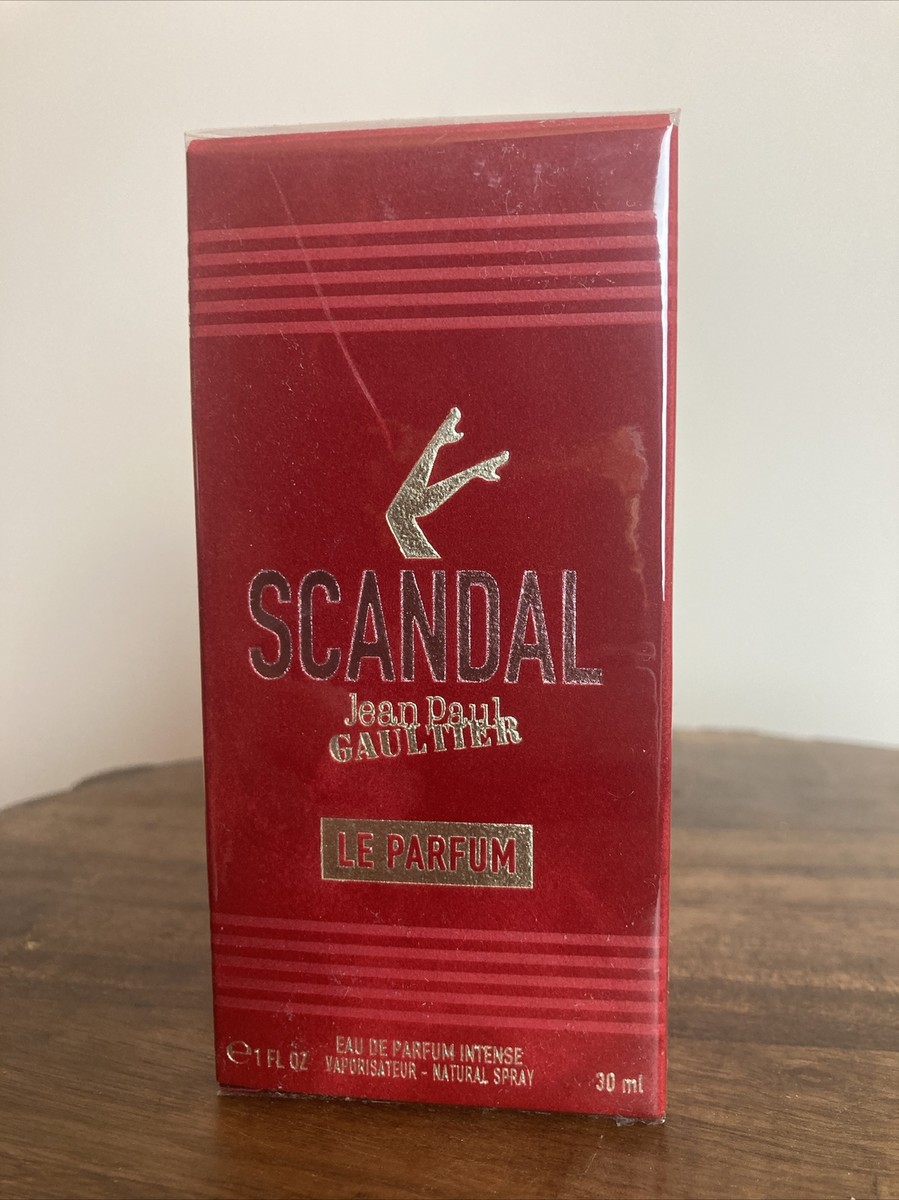 SCANDAL
Jean Paul
GAULTIER
LE PARFUM
EAU DE PARFUM INTENSE
℮ 1 FL OZ VAPORISATEUR - NATURAL SPRAY 30 ml